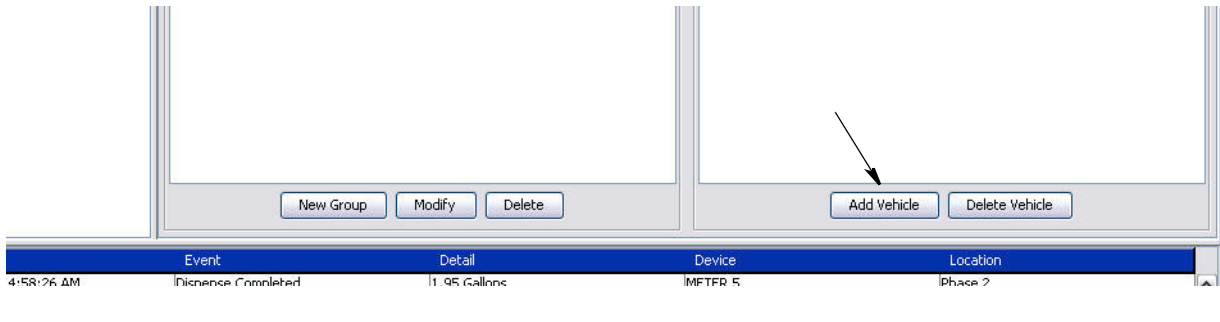 New Group Modify Delete Add Vehicle Delete Vehicle
Event Detail Device Location
4:58:26 AM Dispense Completed 1.95 Gallons METER 5 Phase 2